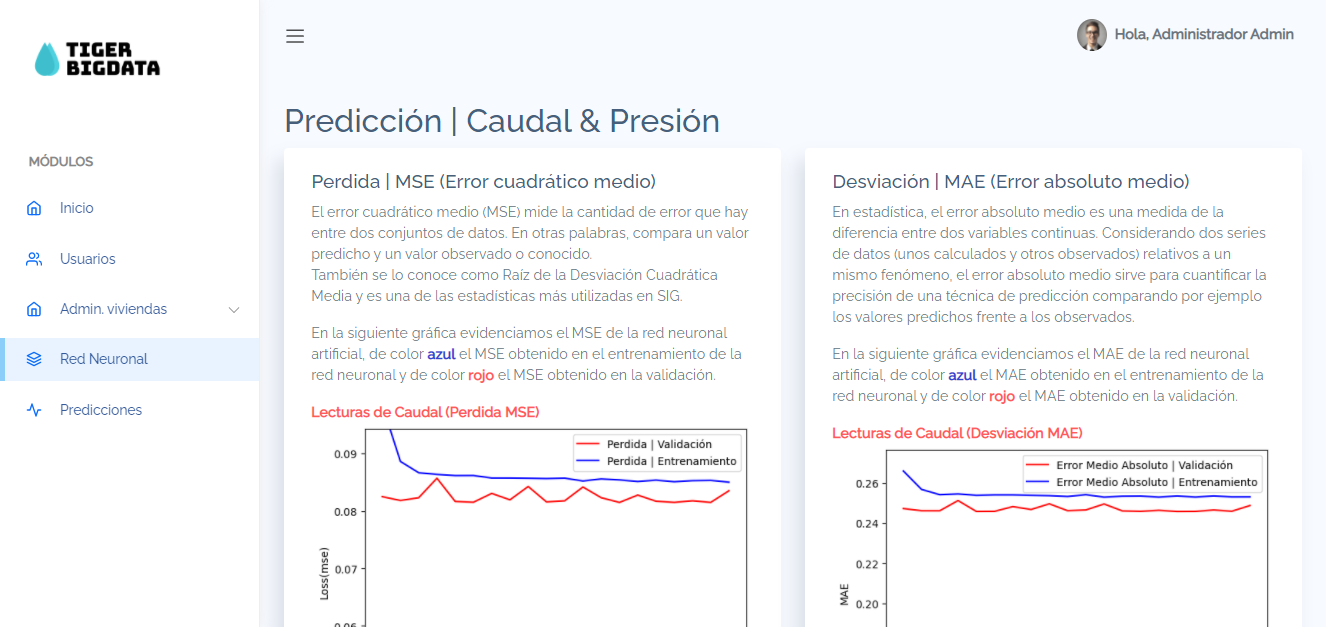 TIGER
BIGDATA
Hola, Administrador Admin
MÓDULOS
Inicio
Usuarios
Admin. viviendas
Red Neuronal
Predicciones
Predicción | Caudal & Presión
Perdida | MSE (Error cuadrático medio)
El error cuadrático medio (MSE) mide la cantidad de error que hay
entre dos conjuntos de datos. En otras palabras, compara un valor
predicho y un valor observado o conocido.
También se lo conoce como Raíz de la Desviación Cuadrática
Media y es una de las estadísticas más utilizadas en SIG.
En la siguiente gráfica evidenciamos el MSE de la red neuronal
artificial, de color azul el MSE obtenido en el entrenamiento de la
red neuronal y de color rojo el MSE obtenido en la validación.
Lecturas de Caudal (Perdida MSE)
Perdida | Validación
Perdida | Entrenamiento
0.09
0.08
0.07
0.06
Loss(mse)
Desviación | MAE (Error absoluto medio)
En estadística, el error absoluto medio es una medida de la
diferencia entre dos variables continuas. Considerando dos series
de datos (unos calculados y otros observados) relativos a un
mismo fenómeno, el error absoluto medio sirve para cuantificar la
precisión de una técnica de predicción comparando por ejemplo
los valores predichos frente a los observados.
En la siguiente gráfica evidenciamos el MAE de la red neuronal
artificial, de color azul el MAE obtenido en el entrenamiento de la
red neuronal y de color rojo el MAE obtenido en la validación.
Lecturas de Caudal (Desviación MAE)
Error Medio Absoluto | Validación
Error Medio Absoluto | Entrenamiento
0.26
0.24
0.22
0.20
MAE